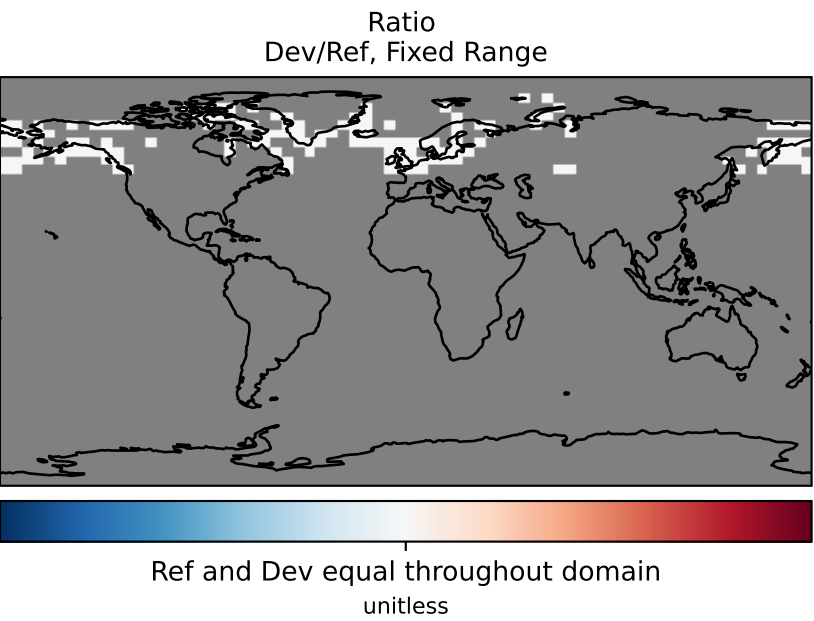 Ratio
Dev/Ref, Fixed Range
Ref and Dev equal throughout domain
unitless